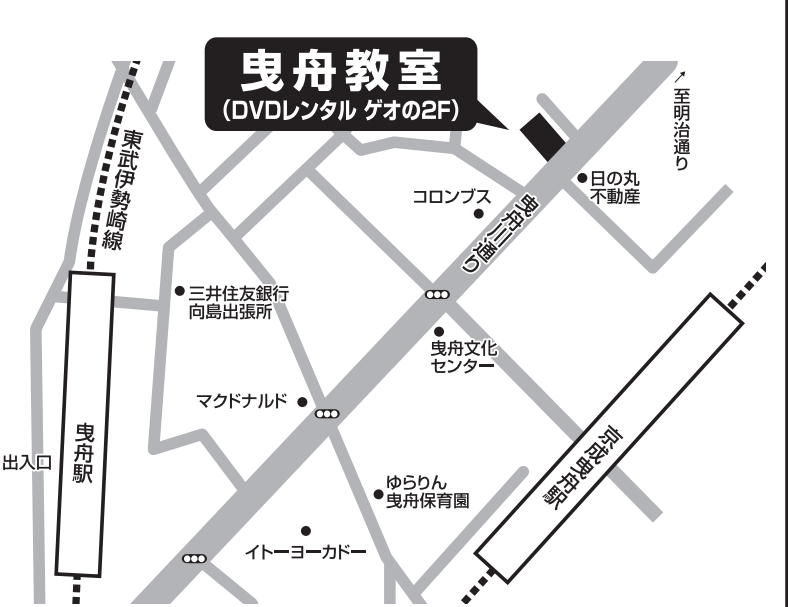 曳舟教室
（DVDレンタル ゲオの2F）
↗至明治通り
東武伊勢崎線
日の丸
不動産
コロンブス
曳舟川通り
三井住友銀行
向島出張所
曳舟文化
センター
マクドナルド
曳舟駅
出入口
京成曳舟駅
ゆらりん
曳舟保育園
イトーヨーカドー